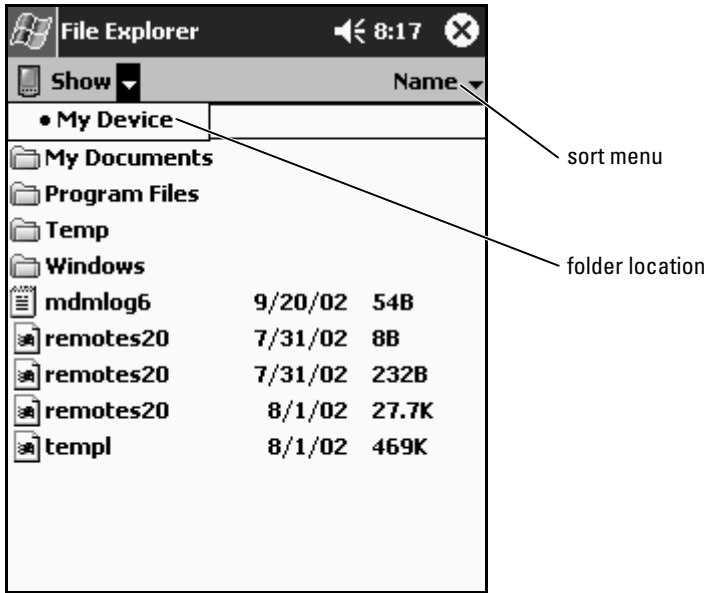 File Explorer 8:17
Show Name
• My Device
My Documents
sort menu
Program Files
Temp
Windows
folder location
mdmlog6 9/20/02 54B
remotes20 7/31/02 8B
remotes20 7/31/02 232B
remotes20 8/1/02 27.7K
templ 8/1/02 469K